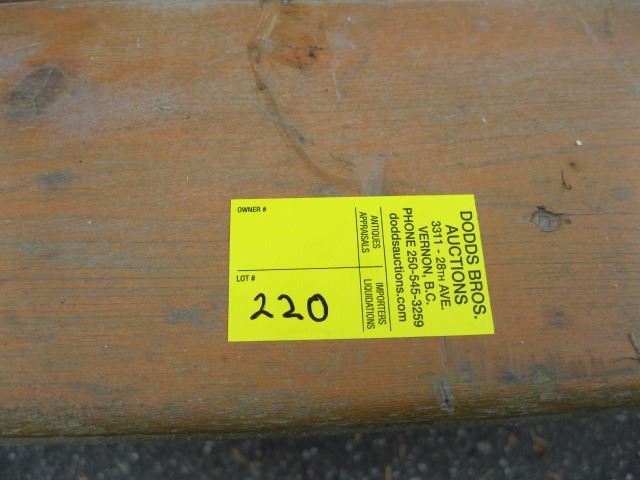 DODDS BROS.
AUCTIONS
3311 - 28TH AVE.
VERNON, B.C.
PHONE 250-545-3259
doddsauctions.com
ANTIQUES
APPRAISALS
IMPORTERS
LIQUIDATIONS
OWNER #
LOT #
220